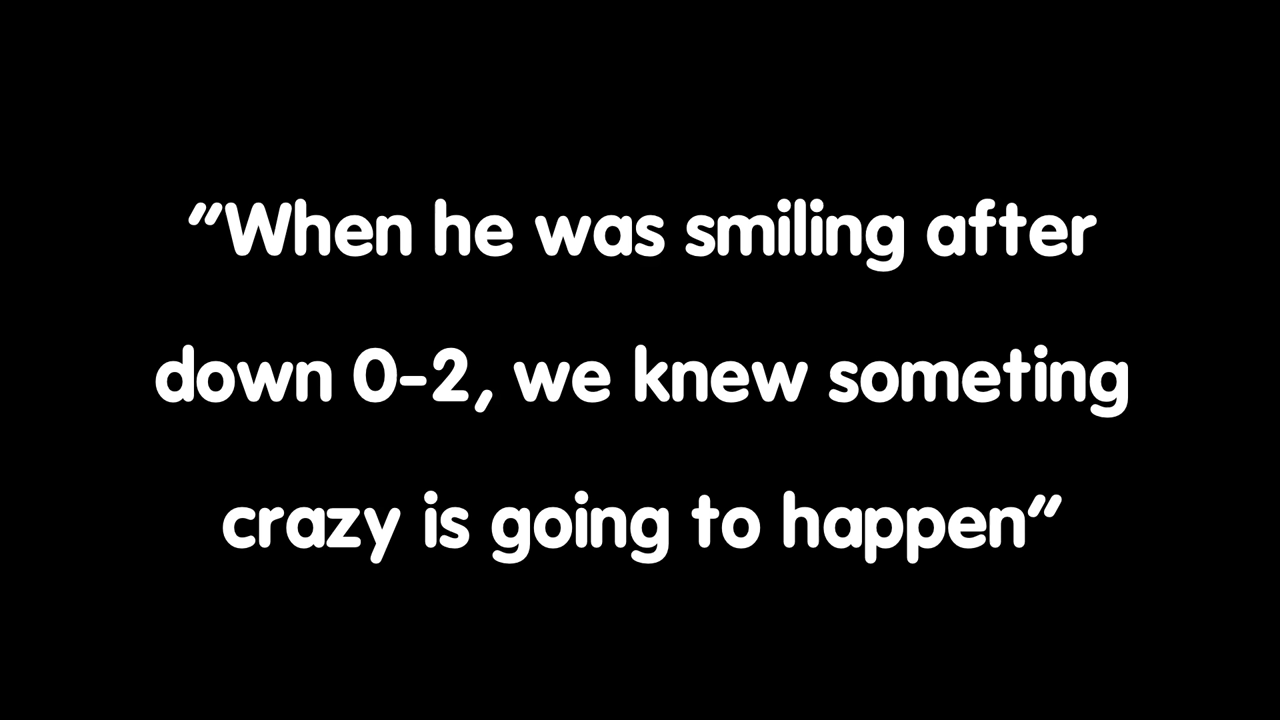 "When he was smiling after
down 0-2, we knew someting
crazy is going to happen"